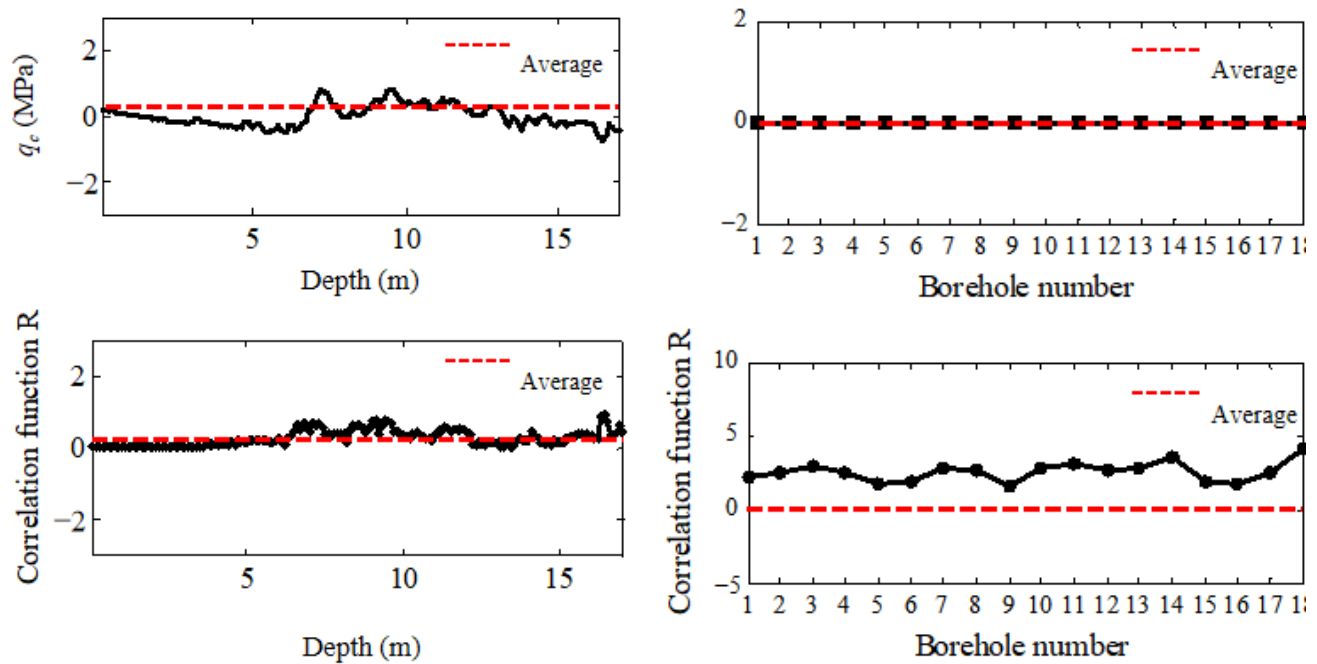 2
0
−2
q_c (MPa)
Average
5
10
15
Depth (m)
2
0
−2
Average
1 2 3 4 5 6 7 8 9 10 11 12 13 14 15 16 17 18
Borehole number
Correlation function R
2
0
−2
Average
5
10
15
Depth (m)
Correlation function R
10
5
0
−5
Average
1 2 3 4 5 6 7 8 9 10 11 12 13 14 15 16 17 18
Borehole number